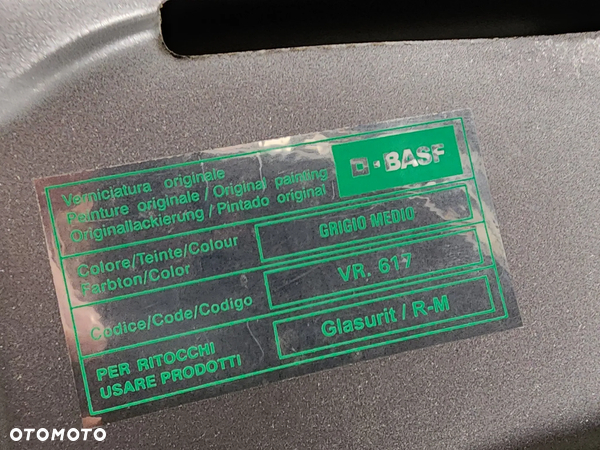 Verniciatura originale
Peinture originale / Original painting
Originallackierung / Pintado original
BASF
Colore/Teinte/Colour
Farbton/Color
GRIGIO MEDIO
Codice/Code/Codigo
VR. 617
PER RITOCCHI
USARE PRODOTTI
Glasurit / R-M
OTOMOTO